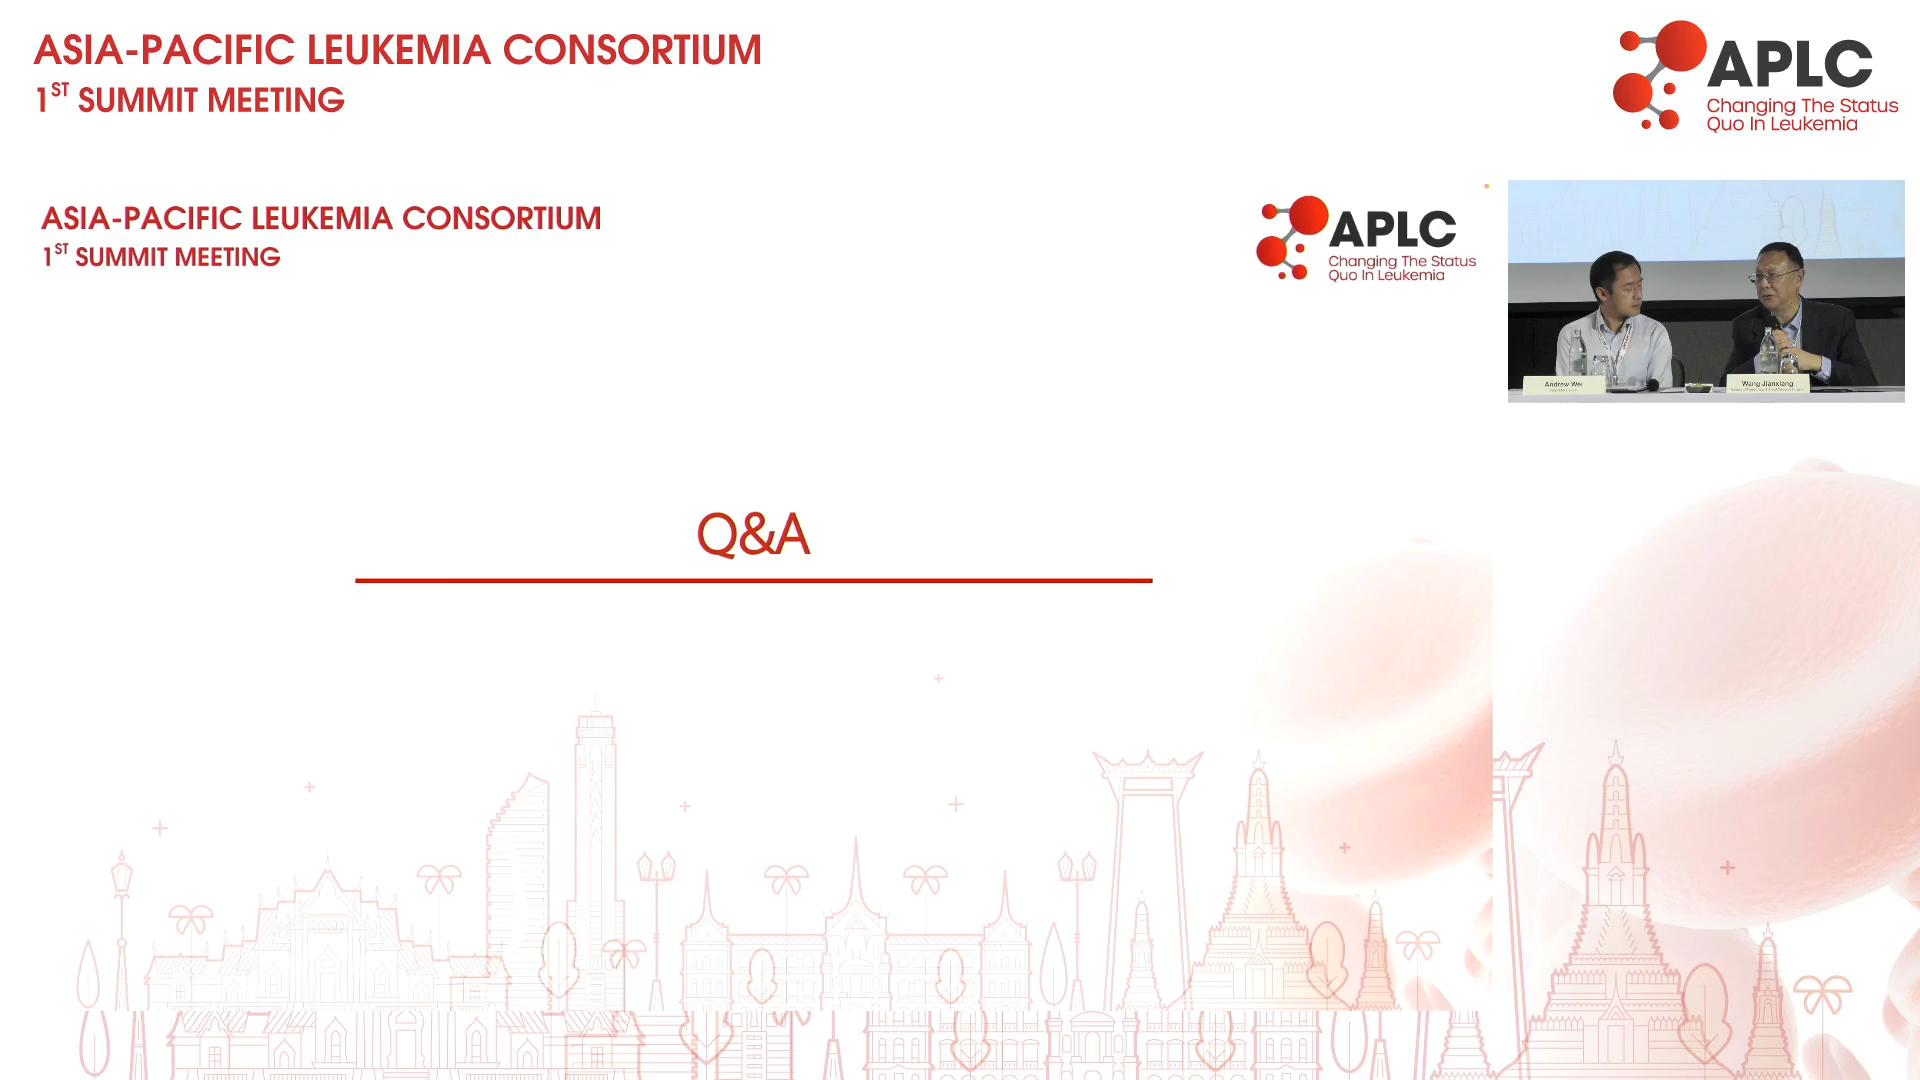 ASIA-PACIFIC LEUKEMIA CONSORTIUM
1ST SUMMIT MEETING
APLC
Changing The Status
Quo In Leukemia
ASIA-PACIFIC LEUKEMIA CONSORTIUM
1ST SUMMIT MEETING
APLC
Changing The Status
Quo In Leukemia
Andrew Wei
Wang Jianxiang
Q&A